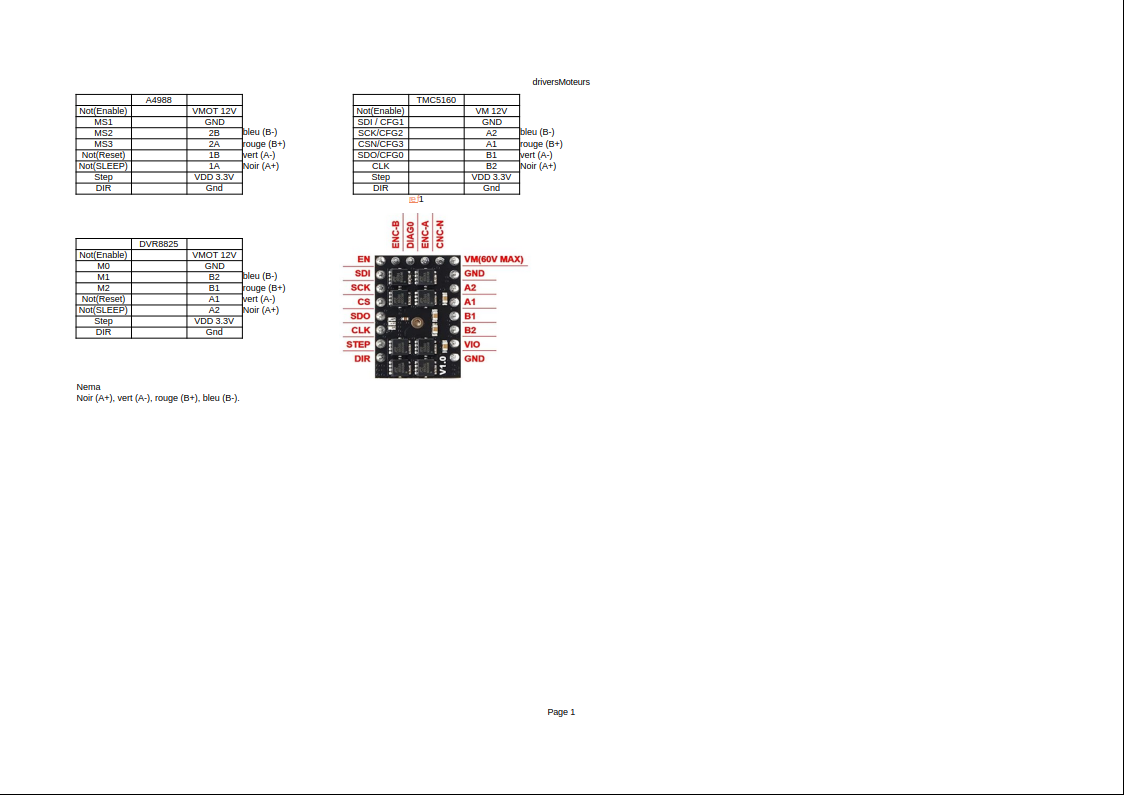 driversMoteurs
A4988
Not(Enable) VMOT 12V
MS1 GND
MS2 2B bleu (B-)
MS3 2A rouge (B+)
Not(Reset) 1B vert (A-)
Not(SLEEP) 1A Noir (A+)
Step VDD 3.3V
DIR Gnd
TMC5160
Not(Enable) VM 12V
SDI / CFG1 GND
SCK/CFG2 A2 bleu (B-)
CSN/CFG3 A1 rouge (B+)
SDO/CFG0 B1 vert (A-)
CLK B2 Noir (A+)
Step VDD 3.3V
DIR Gnd
1
ENC-B DIAG0 ENC-A CNC-N
EN VM(60V MAX)
SDI GND
SCK A2
CS A1
SDO B1
CLK B2
STEP VIO
DIR GND
V1.0
DVR8825
Not(Enable) VMOT 12V
M0 GND
M1 B2 bleu (B-)
M2 B1 rouge (B+)
Not(Reset) A1 vert (A-)
Not(SLEEP) A2 Noir (A+)
Step VDD 3.3V
DIR Gnd
Nema
Noir (A+), vert (A-), rouge (B+), bleu (B-).
Page 1